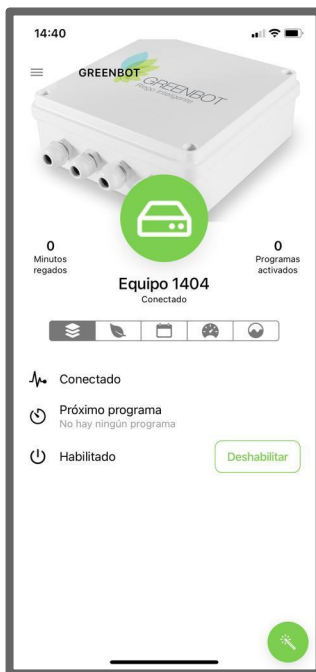 14:40
GREENBOT
GREENBOT
Riego Inteligente
0
Minutos
regados
0
Programas
activados
Equipo 1404
Conectado
Conectado
Próximo programa
No hay ningún programa
Habilitado
Deshabilitar